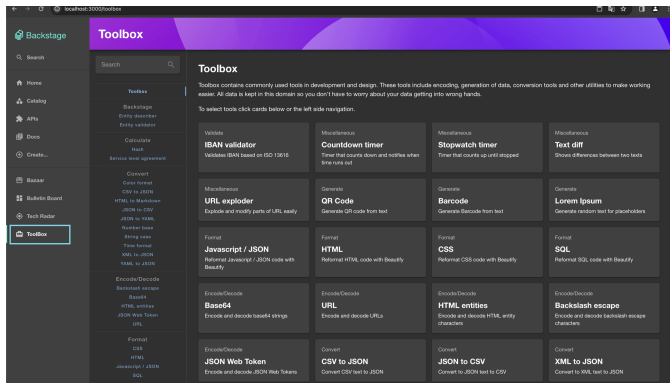 localhost:3000/toolbox
Backstage
Search
Home
Catalog
APIs
Docs
Create...
Bazaar
Bulletin Board
Tech Radar
ToolBox
Toolbox
Search
Toolbox
Backstage
Entity describer
Entity validator
Calculate
Hash
Service level agreement
Convert
Color format
CSV to JSON
HTML to Markdown
JSON to CSV
JSON to YAML
Number base
String case
Time format
XML to JSON
YAML to JSON
Encode/Decode
Backslash escape
Base64
HTML entities
JSON Web Token
URL
Format
CSS
HTML
Javascript / JSON
SQL
Toolbox
Toolbox contains commonly used tools in development and design. These tools include encoding, generation of data, conversion tools and other utilities to make working
easier. All data is kept in this domain so you don't have to worry about your data getting into wrong hands.
To select tools click cards below or the left side navigation.
Validate
IBAN validator
Validates IBAN based on ISO 13616
Miscellaneous
Countdown timer
Timer that counts down and notifies when
time runs out
Miscellaneous
Stopwatch timer
Timer that counts up until stopped
Miscellaneous
Text diff
Shows differences between two texts
Miscellaneous
URL exploder
Explode and modify parts of URL easily
Generate
QR Code
Generate QR code from text
Generate
Barcode
Generate Barcode from text
Generate
Lorem Ipsum
Generate random text for placeholders
Format
Javascript / JSON
Reformat Javascript / JSON code with
Beautify
Format
HTML
Reformat HTML code with Beautify
Format
CSS
Reformat CSS code with Beautify
Format
SQL
Reformat SQL code with Beautify
Encode/Decode
Base64
Encode and decode base64 strings
Encode/Decode
URL
Encode and decode URLs
Encode/Decode
HTML entities
Encode and decode HTML entity
characters
Encode/Decode
Backslash escape
Encode and decode backslash escape
characters
Encode/Decode
JSON Web Token
Encode and decode JSON Web Tokens
Convert
CSV to JSON
Convert CSV text to JSON
Convert
JSON to CSV
Convert to JSON text to CSV
Convert
XML to JSON
Convert to XML text to JSON